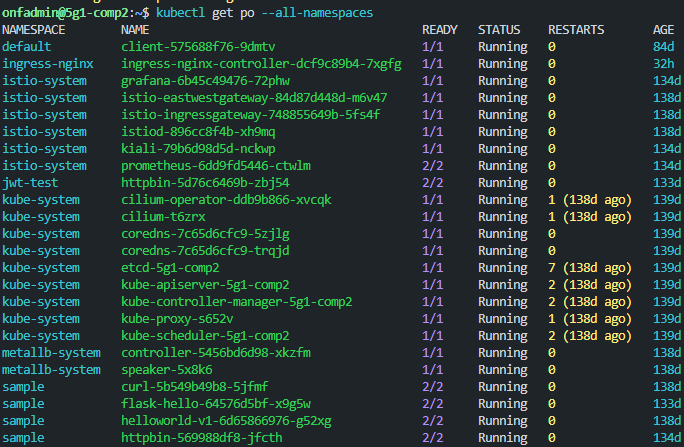 onfadmin@5g1-comp2:~$ kubectl get po --all-namespaces
NAMESPACE NAME READY STATUS RESTARTS AGE
default client-575688f76-9dmtv 1/1 Running 0 84d
ingress-nginx ingress-nginx-controller-dcf9c89b4-7xgfg 1/1 Running 0 32h
istio-system grafana-6b45c49476-72phw 1/1 Running 0 134d
istio-system istio-eastwestgateway-84d87d448d-m6v47 1/1 Running 0 138d
istio-system istio-ingressgateway-748855649b-5fs4f 1/1 Running 0 138d
istio-system istiod-896cc8f4b-xh9mq 1/1 Running 0 138d
istio-system kiali-79b6d98d5d-nckwp 1/1 Running 0 134d
istio-system prometheus-6dd9fd5446-ctwlm 2/2 Running 0 134d
jwt-test httpbin-5d76c6469b-zbj54 2/2 Running 0 133d
kube-system cilium-operator-ddb9b866-xvcqk 1/1 Running 1 (138d ago) 139d
kube-system cilium-t6zrx 1/1 Running 1 (138d ago) 139d
kube-system coredns-7c65d6cfc9-5zjlg 1/1 Running 0 139d
kube-system coredns-7c65d6cfc9-trqjd 1/1 Running 0 139d
kube-system etcd-5g1-comp2 1/1 Running 7 (138d ago) 139d
kube-system kube-apiserver-5g1-comp2 1/1 Running 2 (138d ago) 139d
kube-system kube-controller-manager-5g1-comp2 1/1 Running 2 (138d ago) 139d
kube-system kube-proxy-s652v 1/1 Running 1 (138d ago) 139d
kube-system kube-scheduler-5g1-comp2 1/1 Running 2 (138d ago) 139d
metallb-system controller-5456bd6d98-xkzfm 1/1 Running 0 138d
metallb-system speaker-5x8k6 1/1 Running 0 138d
sample curl-5b549b49b8-5jfmf 2/2 Running 0 138d
sample flask-hello-64576d5bf-x9g5w 2/2 Running 0 133d
sample helloworld-v1-6d65866976-g52xg 2/2 Running 0 138d
sample httpbin-569988df8-jfcth 2/2 Running 0 134d